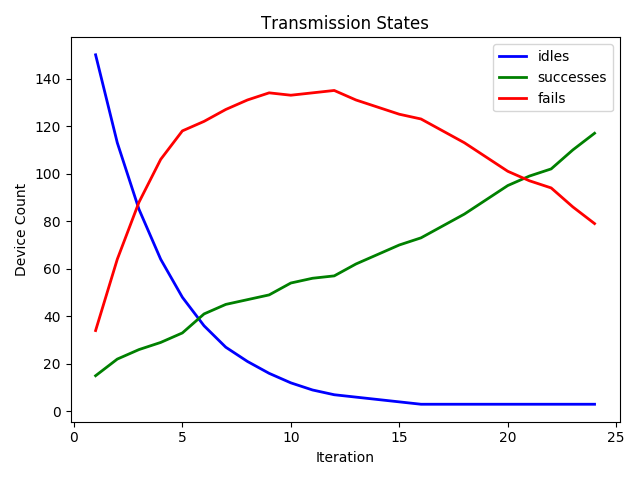 Transmission States
idles
successes
fails
Device Count
140
120
100
80
60
40
20
0
0 5 10 15 20 25
Iteration